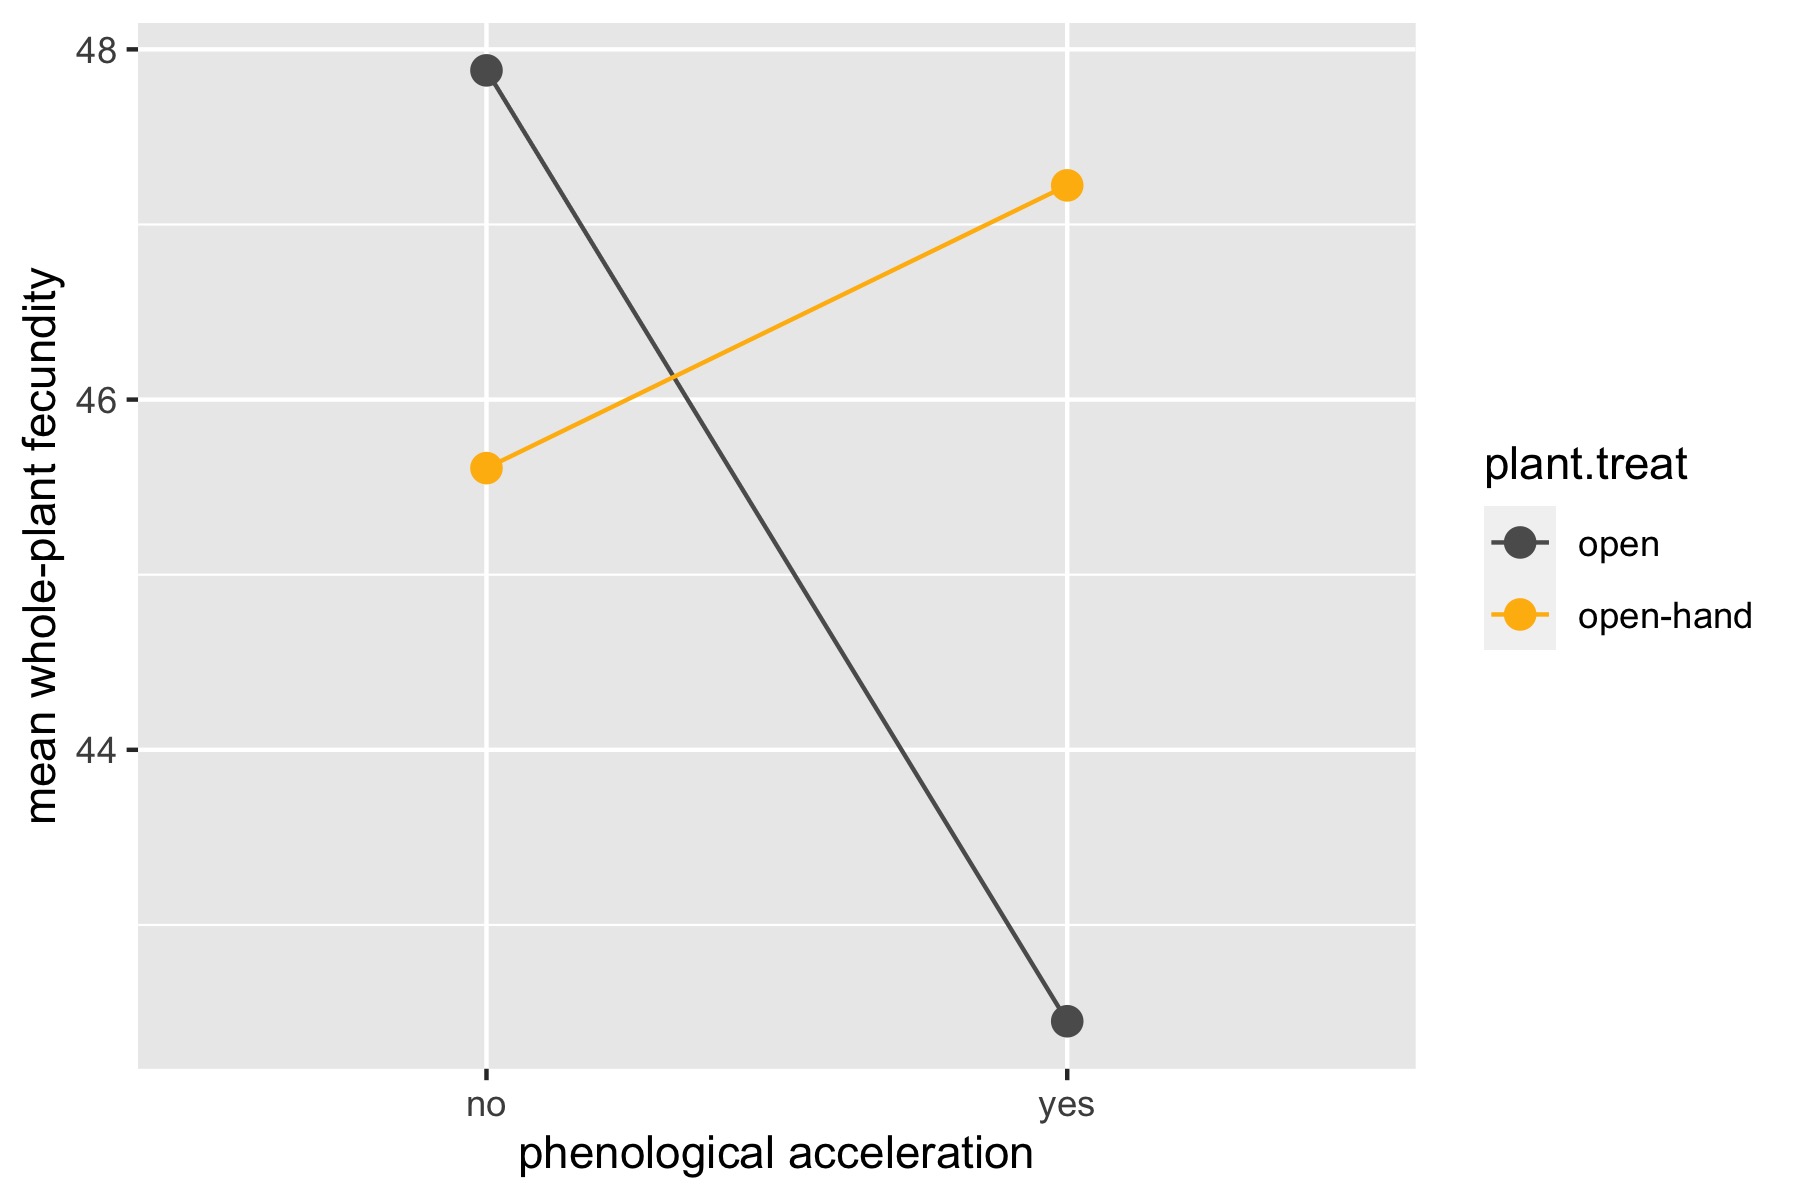 mean whole-plant fecundity
48
46
44
no
yes
phenological acceleration
plant.treat
open
open-hand